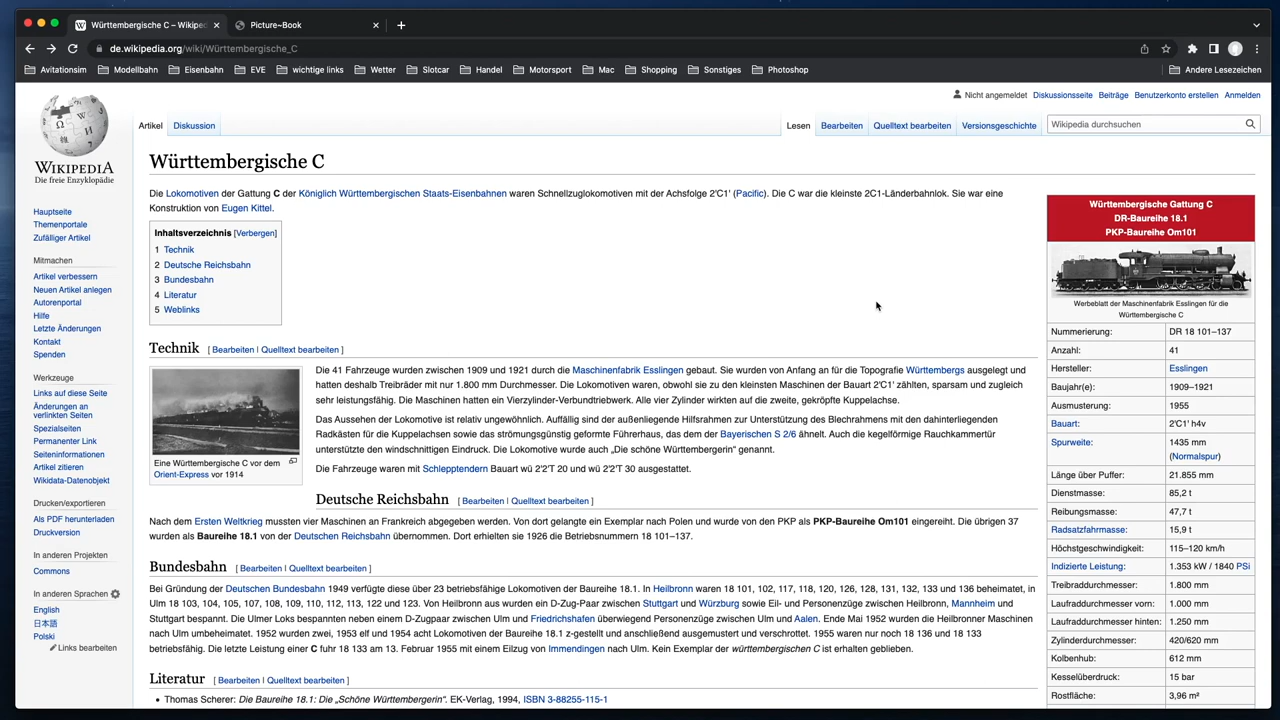 Württembergische C – Wikiped
Picture~Book
de.wikipedia.org/wiki/Württembergische_C
Avitationsim
Modellbahn
Eisenbahn
EVE
wichtige links
Wetter
Slotcar
Handel
Motorsport
Mac
Shopping
Sonstiges
Photoshop
Andere Lesezeichen
Nicht angemeldet Diskussionsseite Beiträge Benutzerkonto erstellen Anmelden
WIKIPEDIA
Die freie Enzyklopädie
Artikel Diskussion
Lesen Bearbeiten Quelltext bearbeiten Versionsgeschichte
Wikipedia durchsuchen
Hauptseite
Themenportale
Zufälliger Artikel
Mitmachen
Artikel verbessern
Neuen Artikel anlegen
Autorenportal
Hilfe
Letzte Änderungen
Kontakt
Spenden
Werkzeuge
Links auf diese Seite
Änderungen an
verlinkten Seiten
Spezialseiten
Permanenter Link
Seiteninformationen
Artikel zitieren
Wikidata-Datenobjekt
Drucken/exportieren
Als PDF herunterladen
Druckversion
In anderen Projekten
Commons
In anderen Sprachen
English
日本語
Polski
Links bearbeiten
Württembergische C
Die Lokomotiven der Gattung C der Königlich Württembergischen Staats-Eisenbahnen waren Schnellzuglokomotiven mit der Achsfolge 2'C1' (Pacific). Die C war die kleinste 2C1-Länderbahnlok. Sie war eine
Konstruktion von Eugen Kittel.
Inhaltsverzeichnis [Verbergen]
1 Technik
2 Deutsche Reichsbahn
3 Bundesbahn
4 Literatur
5 Weblinks
Technik [ Bearbeiten | Quelltext bearbeiten ]
Eine Württembergische C vor dem
Orient-Express vor 1914
Die 41 Fahrzeuge wurden zwischen 1909 und 1921 durch die Maschinenfabrik Esslingen gebaut. Sie wurden von Anfang an für die Topografie Württembergs ausgelegt und
hatten deshalb Treibräder mit nur 1.800 mm Durchmesser. Die Lokomotiven waren, obwohl sie zu den kleinsten Maschinen der Bauart 2'C1' zählten, sparsam und zugleich
sehr leistungsfähig. Die Maschinen hatten ein Vierzylinder-Verbundtriebwerk. Alle vier Zylinder wirkten auf die zweite, gekröpfte Kuppelachse.
Das Aussehen der Lokomotive ist relativ ungewöhnlich. Auffällig sind der außenliegende Hilfsrahmen zur Unterstützung des Blechrahmens mit den dahinterliegenden
Radkästen für die Kuppelachsen sowie das strömungsgünstig geformte Führerhaus, das dem der Bayerischen S 2/6 ähnelt. Auch die kegelförmige Rauchkammertür
unterstützte den windschnittigen Eindruck. Die Lokomotive wurde auch „Die schöne Württembergerin“ genannt.
Die Fahrzeuge waren mit Schlepptendern Bauart wü 2'2'T 20 und wü 2'2'T 30 ausgestattet.
Deutsche Reichsbahn [ Bearbeiten | Quelltext bearbeiten ]
Nach dem Ersten Weltkrieg mussten vier Maschinen an Frankreich abgegeben werden. Von dort gelangte ein Exemplar nach Polen und wurde von den PKP als PKP-Baureihe Om101 eingereiht. Die übrigen 37
wurden als Baureihe 18.1 von der Deutschen Reichsbahn übernommen. Dort erhielten sie 1926 die Betriebsnummern 18 101–137.
Bundesbahn [ Bearbeiten | Quelltext bearbeiten ]
Bei Gründung der Deutschen Bundesbahn 1949 verfügte diese über 23 betriebsfähige Lokomotiven der Baureihe 18.1. In Heilbronn waren 18 101, 102, 117, 118, 120, 126, 128, 131, 132, 133 und 136 beheimatet, in
Ulm 18 103, 104, 105, 107, 108, 109, 110, 112, 113, 122 und 123. Von Heilbronn aus wurden ein D-Zug-Paar zwischen Stuttgart und Würzburg sowie Eil- und Personenzüge zwischen Heilbronn, Mannheim und
Stuttgart bespannt. Die Ulmer Loks bespannten neben einem D-Zugpaar zwischen Ulm und Friedrichshafen überwiegend Personenzüge zwischen Ulm und Aalen. Ende Mai 1952 wurden die Heilbronner Maschinen
nach Ulm umbeheimatet. 1952 wurden zwei, 1953 elf und 1954 acht Lokomotiven der Baureihe 18.1 z-gestellt und anschließend ausgemustert und verschrottet. 1955 waren nur noch 18 136 und 18 133
betriebsfähig. Die letzte Leistung einer C fuhr 18 133 am 13. Februar 1955 mit einem Eilzug von Immendingen nach Ulm. Kein Exemplar der württembergischen C ist erhalten geblieben.
Literatur [ Bearbeiten | Quelltext bearbeiten ]
• Thomas Scherer: Die Baureihe 18.1: Die „Schöne Württembergerin“. EK-Verlag, 1994, ISBN 3-88255-115-1
Württembergische Gattung C
DR-Baureihe 18.1
PKP-Baureihe Om101
Werbeblatt der Maschinenfabrik Esslingen für die
Württembergische C
Nummerierung: DR 18 101–137
Anzahl: 41
Hersteller: Esslingen
Baujahr(e): 1909–1921
Ausmusterung: 1955
Bauart: 2'C1' h4v
Spurweite: 1435 mm
(Normalspur)
Länge über Puffer: 21.855 mm
Dienstmasse: 85,2 t
Reibungsmasse: 47,7 t
Radsatzfahrmasse: 15,9 t
Höchstgeschwindigkeit: 115–120 km/h
Indizierte Leistung: 1.353 kW / 1840 PSi
Treibraddurchmesser: 1.800 mm
Laufraddurchmesser vorn: 1.000 mm
Laufraddurchmesser hinten: 1.250 mm
Zylinderdurchmesser: 420/620 mm
Kolbenhub: 612 mm
Kesselüberdruck: 15 bar
Rostfläche: 3,96 m²